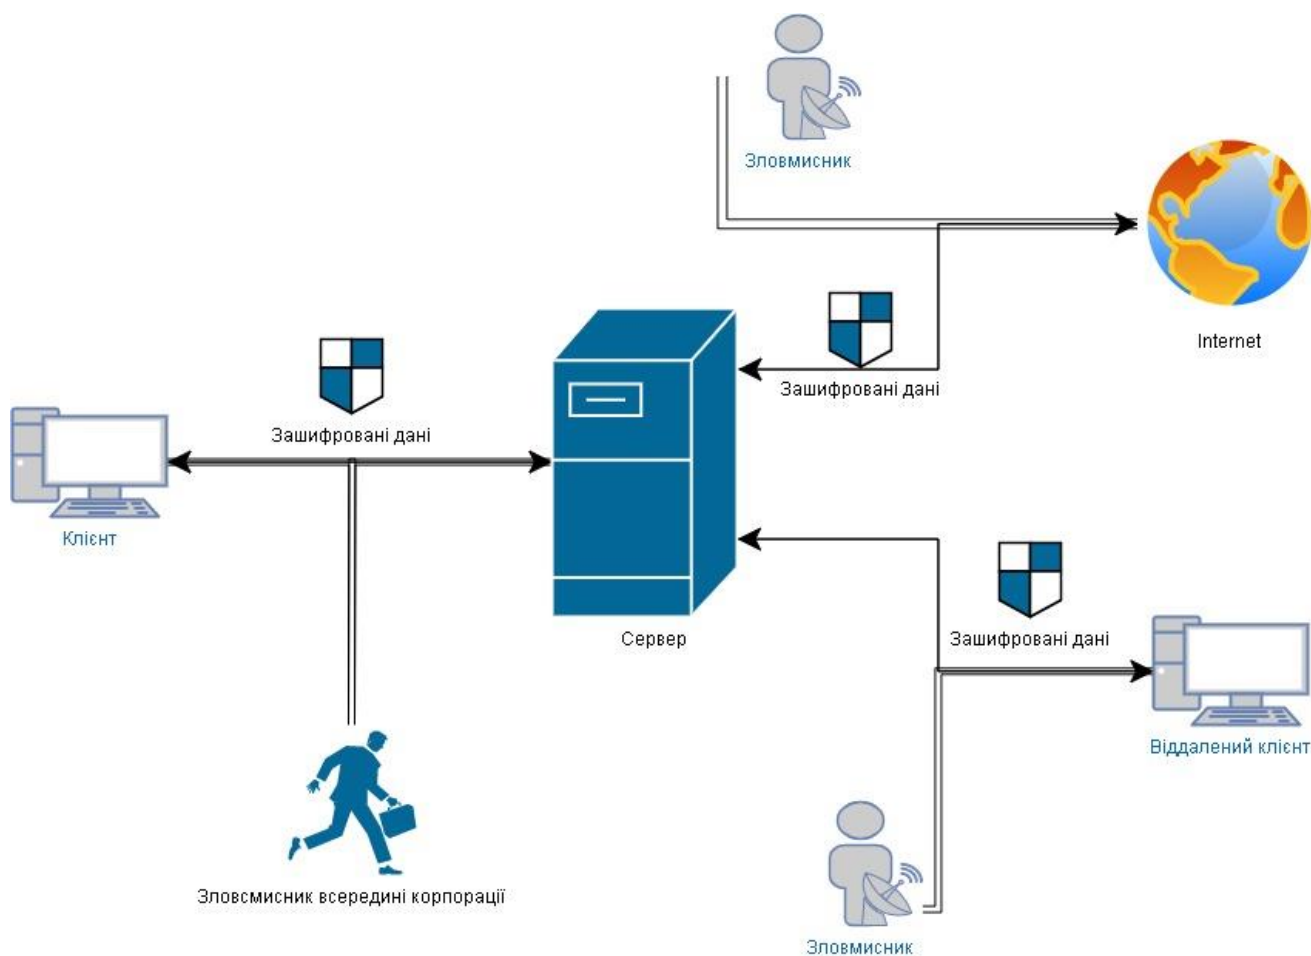 Зловмисник
Internet
Зашифровані дані
Зашифровані дані
Клієнт
Сервер
Зашифровані дані
Віддалений клієнт
Зловсмисник всередині корпорації
Зловмисник